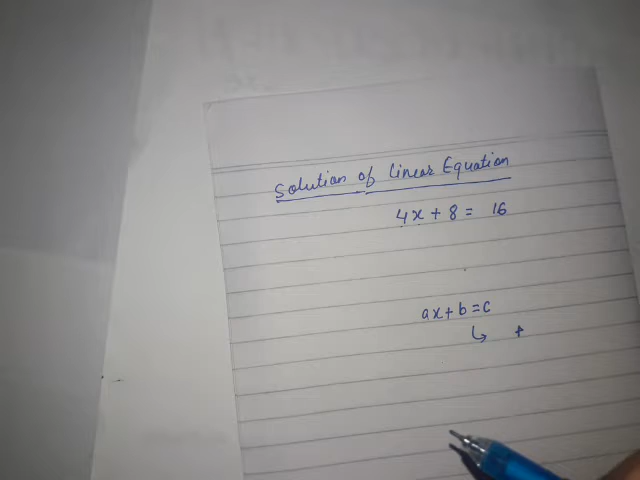 Solution of Linear Equation
4x + 8 = 16
ax + b = c
↳ +